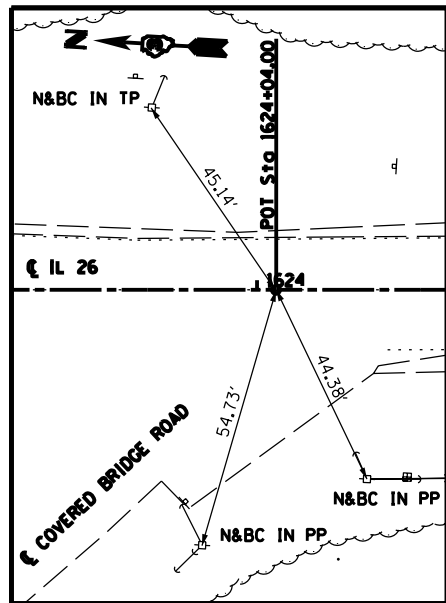 N
N&BC IN TP
POT Sta 1624+04.00
45.14'
℄ IL 26
1624
54.73'
44.38'
℄ COVERED BRIDGE ROAD
N&BC IN PP
N&BC IN PP